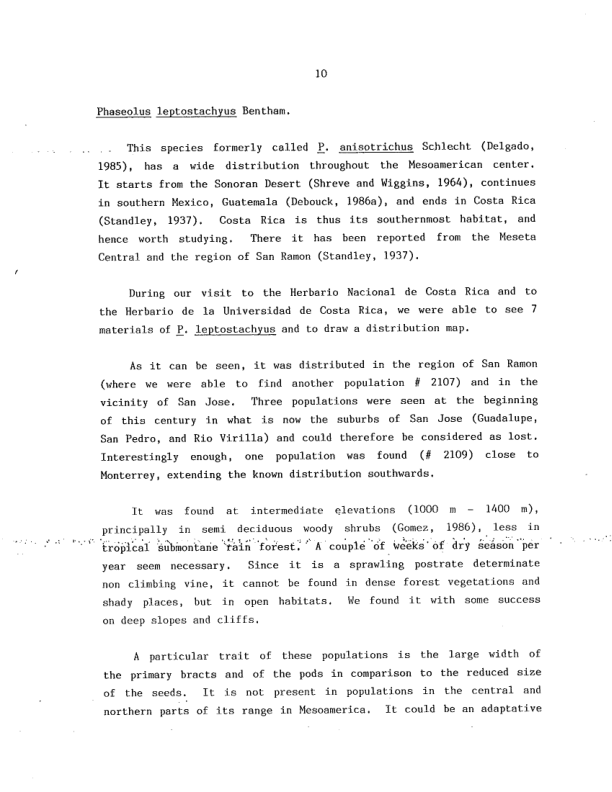 10
Phaseolus leptostachyus Bentham.
This species formerly called P. anisotrichus Schlecht (Delgado,
1985), has a wide distribution throughout the Mesoamerican center.
It starts from the Sonoran Desert (Shreve and Wiggins, 1964), continues
in southern Mexico, Guatemala (Debouck, 1986a), and ends in Costa Rica
(Standley, 1937). Costa Rica is thus its southernmost habitat, and
hence worth studying. There it has been reported from the Meseta
Central and the region of San Ramon (Standley, 1937).
During our visit to the Herbario Nacional de Costa Rica and to
the Herbario de la Universidad de Costa Rica, we were able to see 7
materials of P. leptostachyus and to draw a distribution map.
As it can be seen, it was distributed in the region of San Ramon
(where we were able to find another population # 2107) and in the
vicinity of San Jose. Three populations were seen at the beginning
of this century in what is now the suburbs of San Jose (Guadalupe,
San Pedro, and Rio Virilla) and could therefore be considered as lost.
Interestingly enough, one population was found (# 2109) close to
Monterrey, extending the known distribution southwards.
It was found at intermediate elevations (1000 m - 1400 m),
principally in semi deciduous woody shrubs (Gomez, 1986), less in
tropical submontane rain forest. A couple of weeks of dry season per
year seem necessary. Since it is a sprawling postrate determinate
non climbing vine, it cannot be found in dense forest vegetations and
shady places, but in open habitats. We found it with some success
on deep slopes and cliffs.
A particular trait of these populations is the large width of
the primary bracts and of the pods in comparison to the reduced size
of the seeds. It is not present in populations in the central and
northern parts of its range in Mesoamerica. It could be an adaptative